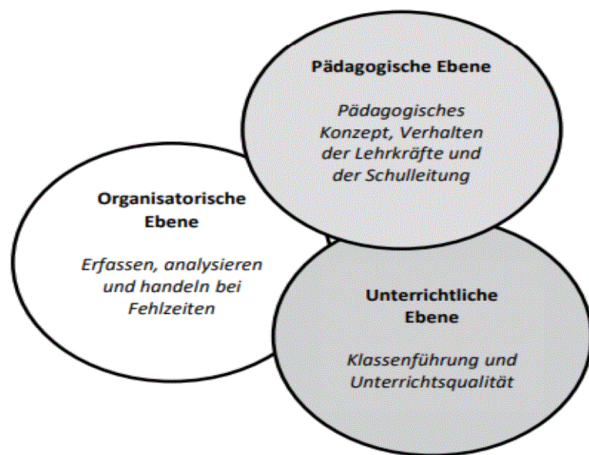 Pädagogische Ebene
Pädagogisches
Konzept, Verhalten
der Lehrkräfte und
der Schulleitung
Organisatorische
Ebene
Erfassen, analysieren
und handeln bei
Fehlzeiten
Unterrichtliche
Ebene
Klassenführung und
Unterrichtsqualität